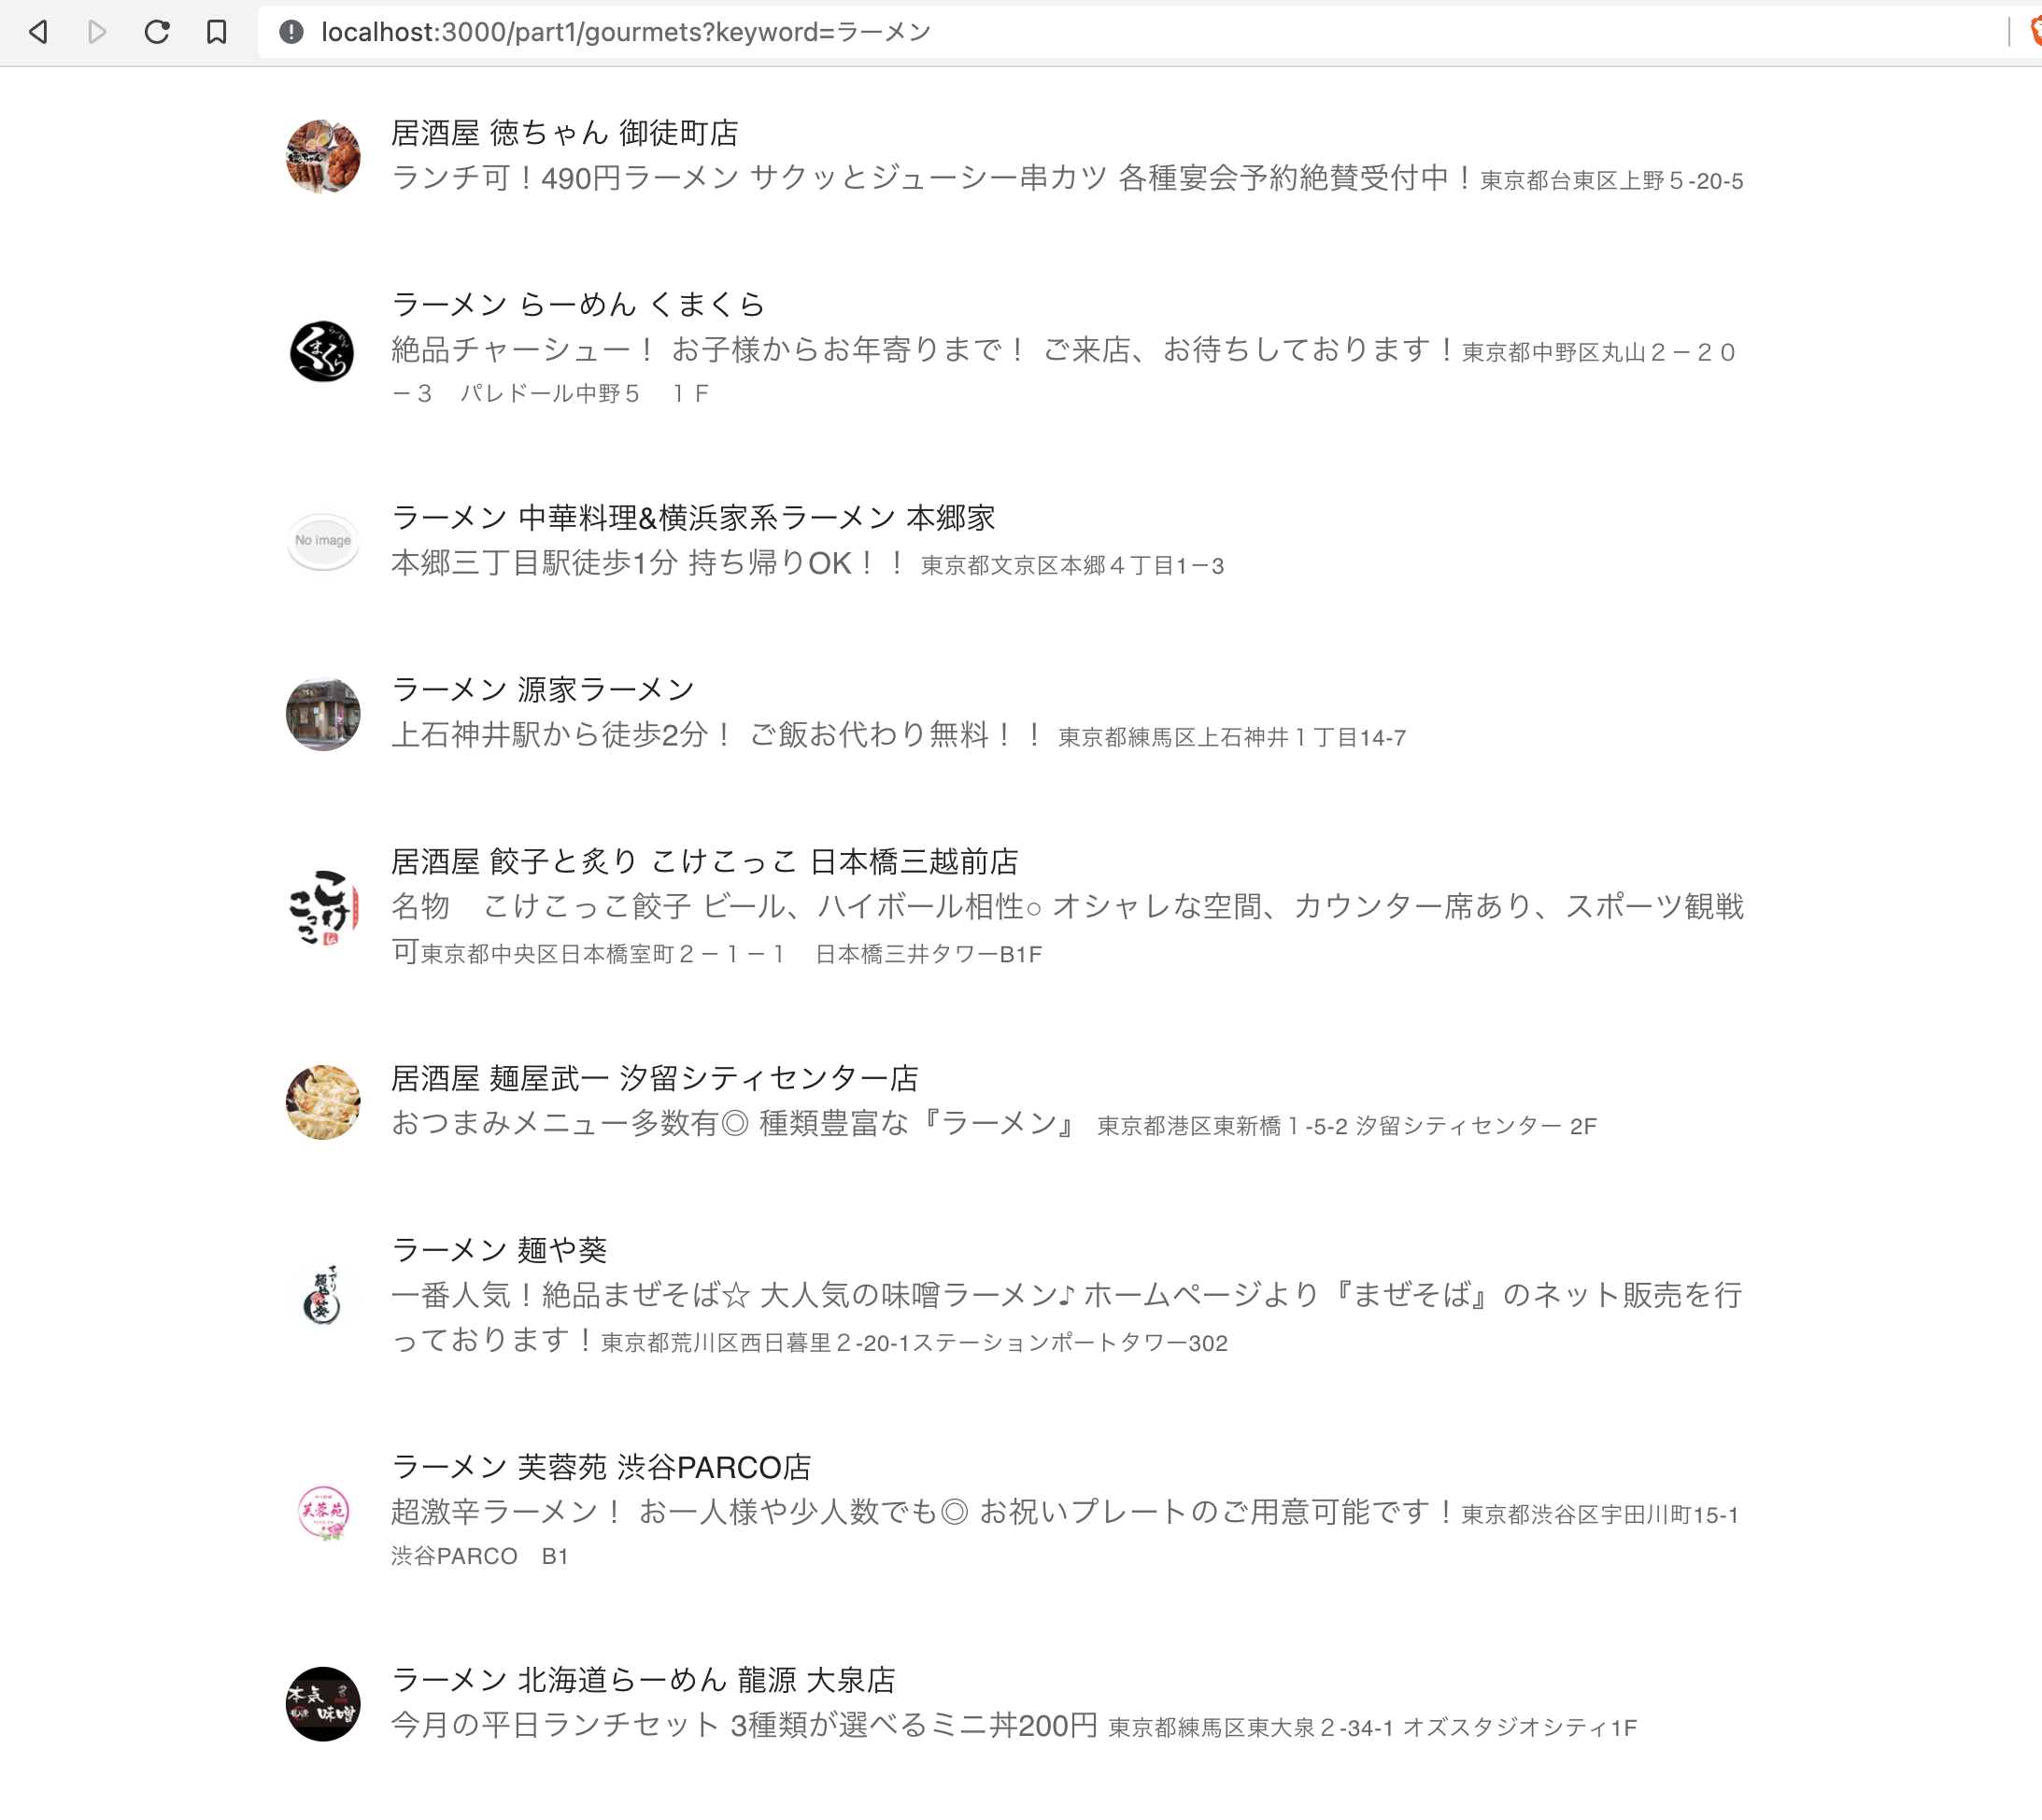 localhost:3000/part1/gourmets?keyword=ラーメン
居酒屋 徳ちゃん 御徒町店
ランチ可！490円ラーメン サクッとジューシー串カツ 各種宴会予約絶賛受付中！東京都台東区上野５-20-5
ラーメン らーめん くまくら
くまくら
絶品チャーシュー！ お子様からお年寄りまで！ ご来店、お待ちしております！東京都中野区丸山２－２０
－３　パレドール中野５　１Ｆ
ラーメン 中華料理&横浜家系ラーメン 本郷家
No image
本郷三丁目駅徒歩1分 持ち帰りOK！！ 東京都文京区本郷４丁目1－3
ラーメン 源家ラーメン
上石神井駅から徒歩2分！ ご飯お代わり無料！！ 東京都練馬区上石神井１丁目14-7
居酒屋 餃子と炙り こけこっこ 日本橋三越前店
こけこっこ
名物　こけこっこ餃子 ビール、ハイボール相性○ オシャレな空間、カウンター席あり、スポーツ観戦
可東京都中央区日本橋室町２－１－１　日本橋三井タワーB1F
居酒屋 麺屋武一 汐留シティセンター店
おつまみメニュー多数有◎ 種類豊富な『ラーメン』 東京都港区東新橋１-5-2 汐留シティセンター 2F
ラーメン 麺や葵
麺や葵
一番人気！絶品まぜそば☆ 大人気の味噌ラーメン♪ ホームページより『まぜそば』のネット販売を行
っております！東京都荒川区西日暮里２-20-1ステーションポートタワー302
ラーメン 芙蓉苑 渋谷PARCO店
芙蓉苑
超激辛ラーメン！ お一人様や少人数でも◎ お祝いプレートのご用意可能です！東京都渋谷区宇田川町15-1
渋谷PARCO　B1
ラーメン 北海道らーめん 龍源 大泉店
本気
味噌
今月の平日ランチセット 3種類が選べるミニ丼200円 東京都練馬区東大泉２-34-1 オズスタジオシティ1F